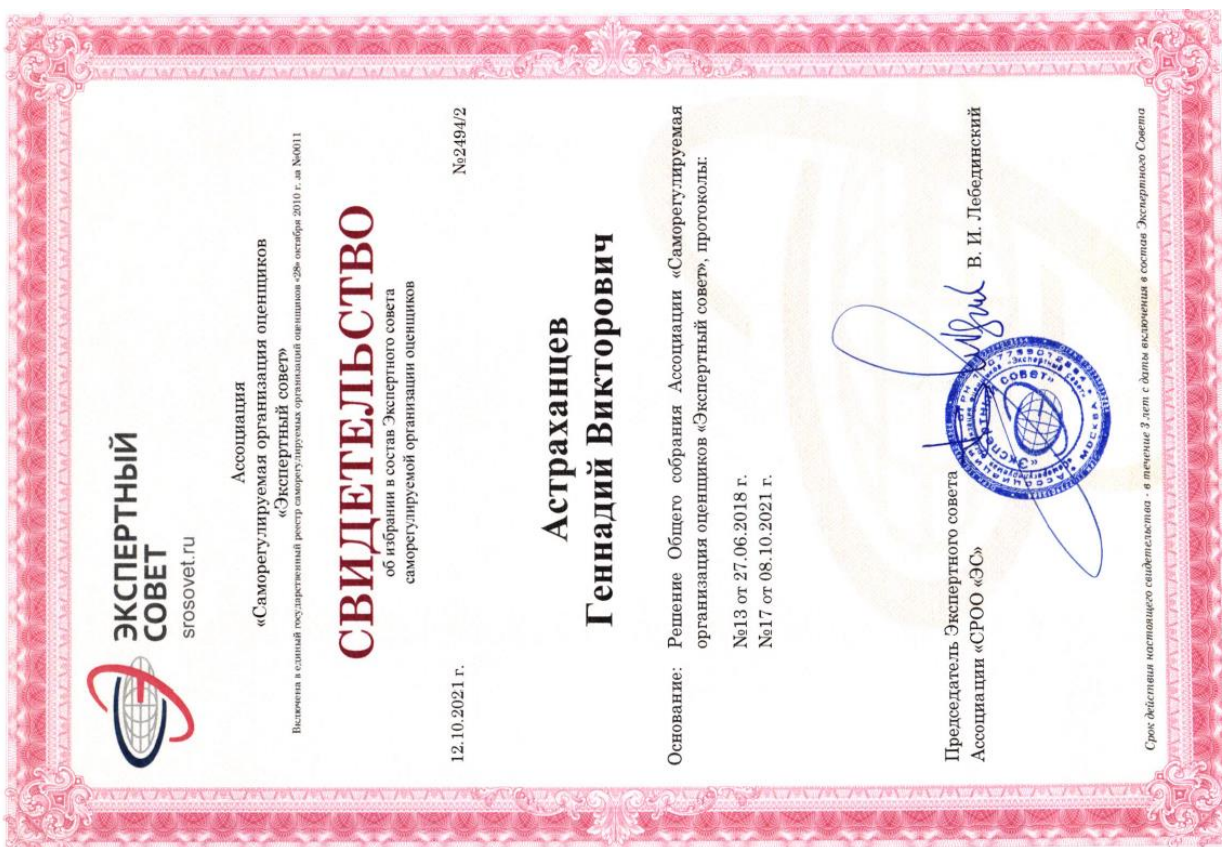 ЭКСПЕРТНЫЙ
СОВЕТ
srosovet.ru
Ассоциация
«Саморегулируемая организация оценщиков
«Экспертный совет»
Включена в единый государственный реестр саморегулируемых организаций оценщиков «28» октября 2010 г. за №0011
СВИДЕТЕЛЬСТВО
об избрании в состав Экспертного совета
саморегулируемой организации оценщиков
12.10.2021 г. №2494/2
Астраханцев
Геннадий Викторович
Основание: Решение Общего собрания Ассоциации «Саморегулируемая
организация оценщиков «Экспертный совет», протоколы:
№13 от 27.06.2018 г.
№17 от 08.10.2021 г.
Председатель Экспертного совета
Ассоциации «СРОО «ЭС» В. И. Лебединский
Срок действия настоящего свидетельства - в течение 3 лет с даты включения в состав Экспертного Совета